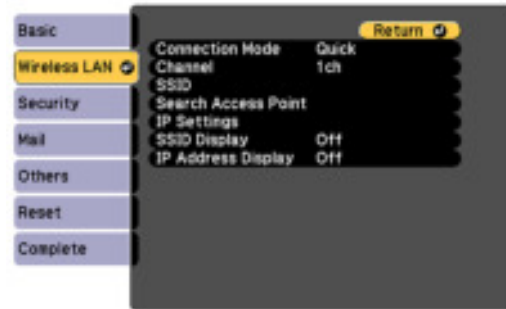 Basic
Wireless LAN
Security
Mail
Others
Reset
Complete
Return
Connection Mode Quick
Channel 1ch
SSID
Search Access Point
IP Settings
SSID Display Off
IP Address Display Off